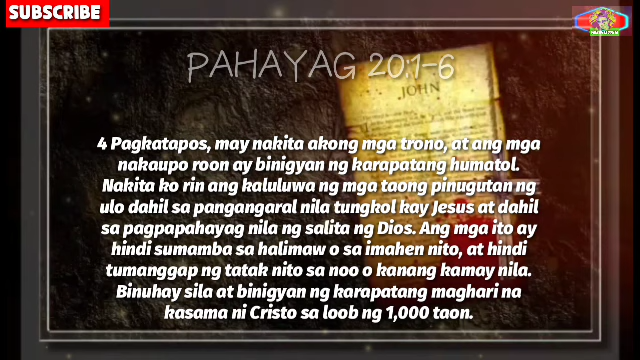 SUBSCRIBE
PAHAYAG 20:1-6
JOHN
4 Pagkatapos, may nakita akong mga trono, at ang mga
nakaupo roon ay binigyan ng karapatang humatol.
Nakita ko rin ang kaluluwa ng mga taong pinugutan ng
ulo dahil sa pangangaral nila tungkol kay Jesus at dahil
sa pagpapahayag nila ng salita ng Dios. Ang mga ito ay
hindi sumamba sa halimaw o sa imahen nito, at hindi
tumanggap ng tatak nito sa noo o kanang kamay nila.
Binuhay sila at binigyan ng karapatang maghari na
kasama ni Cristo sa loob ng 1,000 taon.